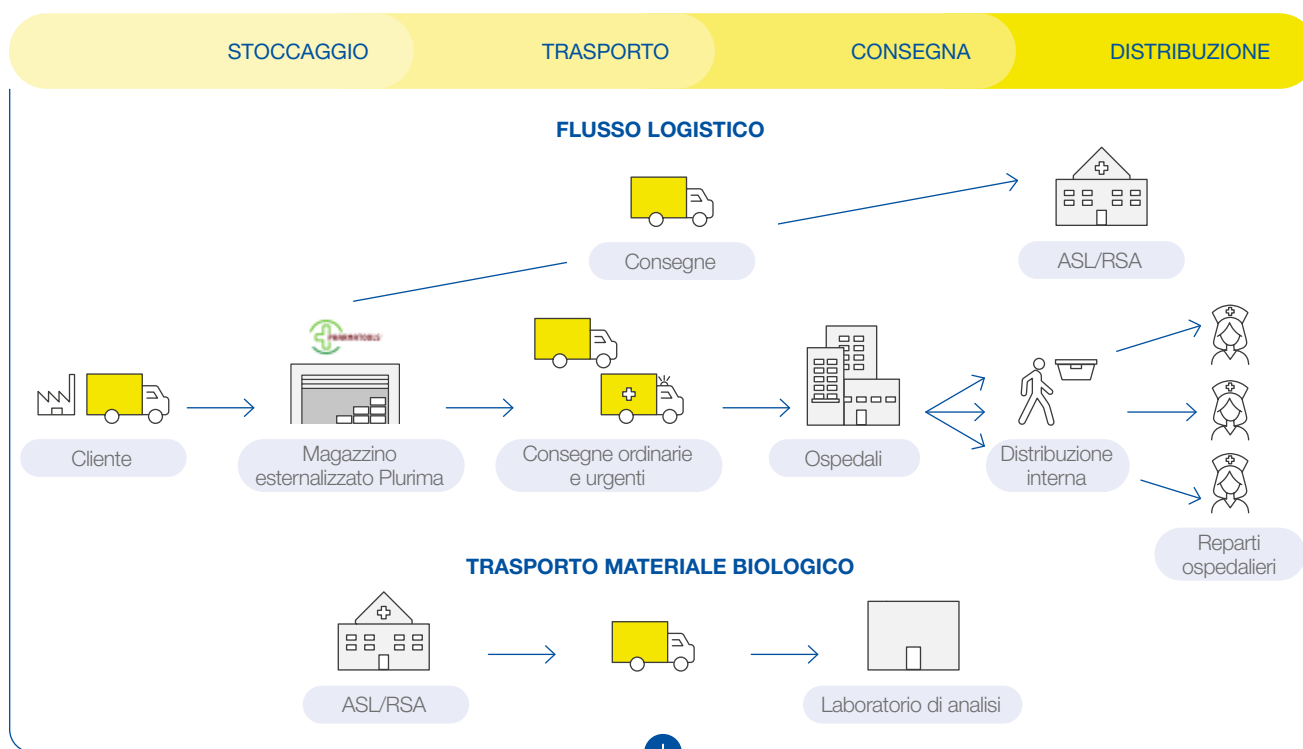 STOCCAGGIO
TRASPORTO
CONSEGNA
DISTRIBUZIONE
FLUSSO LOGISTICO
Consegne
ASL/RSA
PHARMATOOLS
Cliente
Magazzino
esternalizzato Plurima
Consegne ordinarie
e urgenti
Ospedali
Distribuzione
interna
Reparti
ospedalieri
TRASPORTO MATERIALE BIOLOGICO
ASL/RSA
Laboratorio di analisi